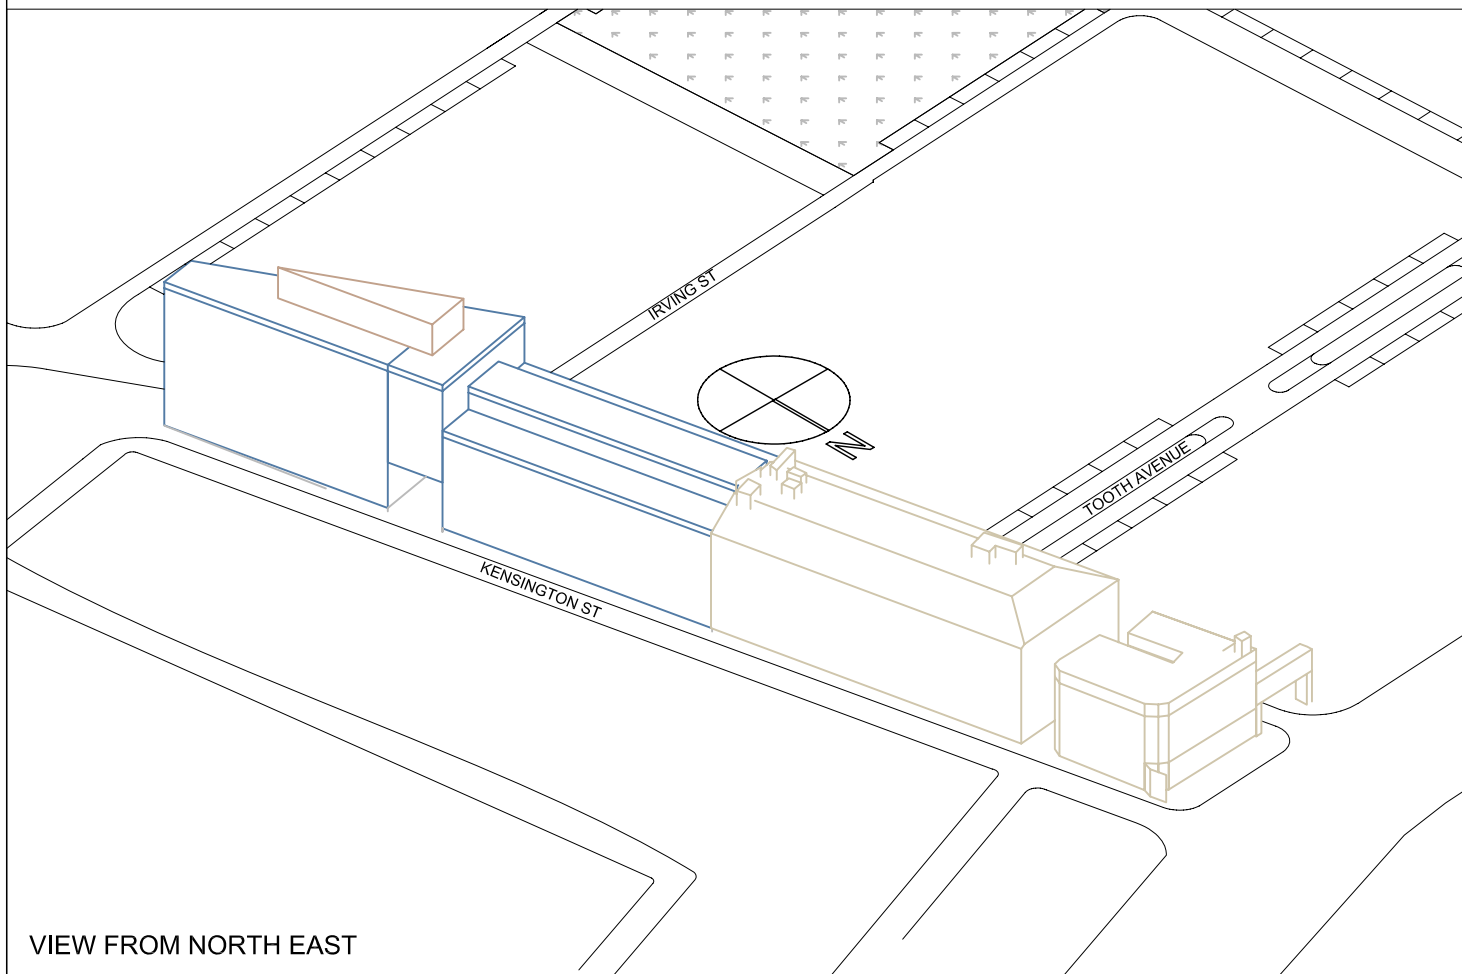 IRVING ST
N
TOOTH AVENUE
KENSINGTON ST
VIEW FROM NORTH EAST